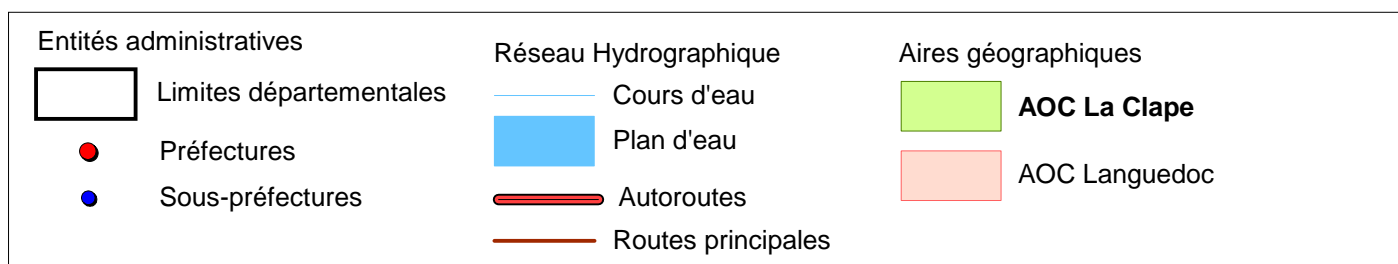 Entités administratives
Limites départementales
Préfectures
Sous-préfectures
Réseau Hydrographique
Cours d'eau
Plan d'eau
Autoroutes
Routes principales
Aires géographiques
AOC La Clape
AOC Languedoc